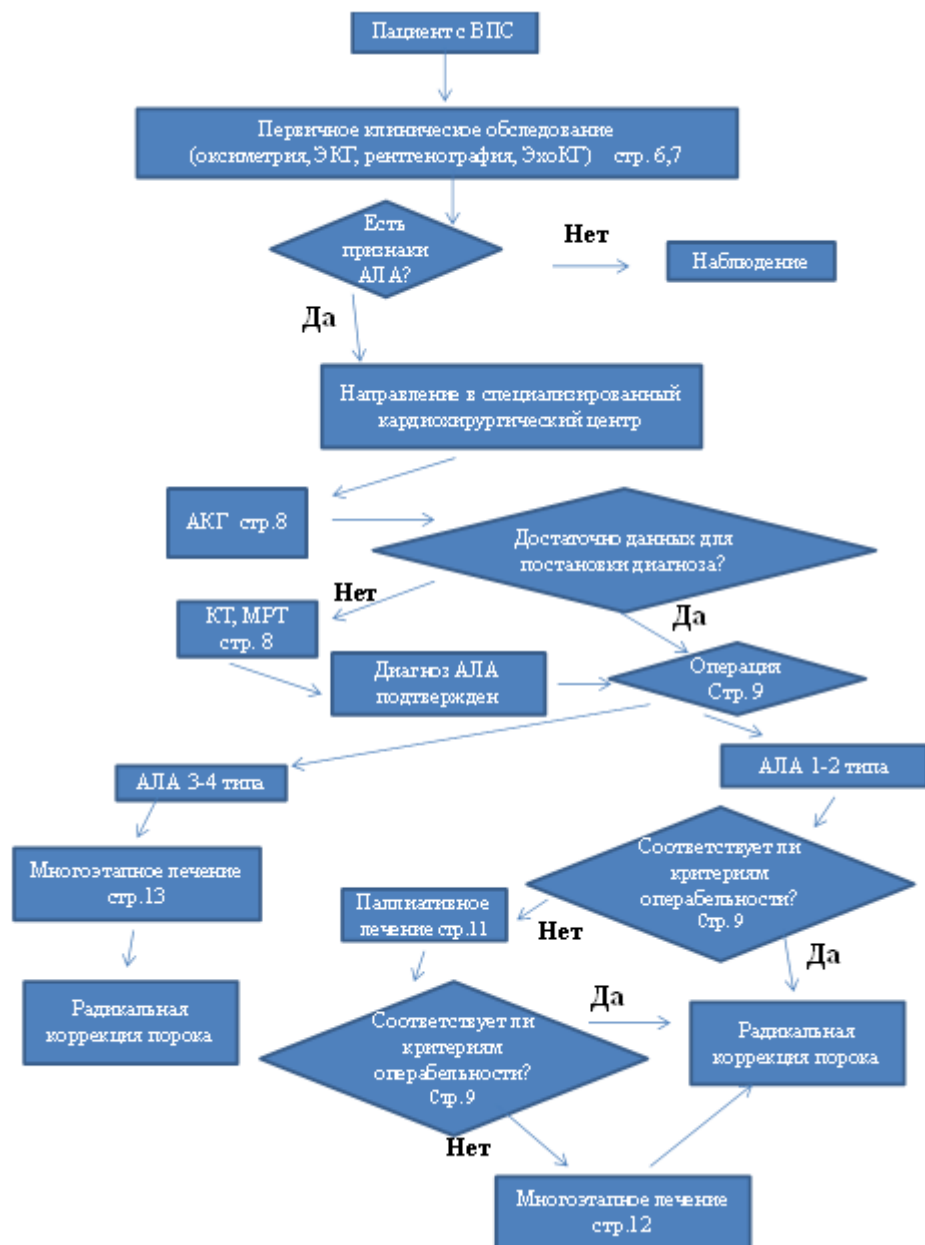 Пациент с ВПС
Первичное клиническое обследование
(оксиметрия, ЭКГ, рентгенография, ЭхоКГ) стр. 6,7
Есть
признаки
АЛА?
Нет
Наблюдение
Да
Направление в специализированный
кардиохирургический центр
АКГ стр.8
Достаточно данных для
постановки диагноза?
Нет
Да
КТ, МРТ
стр. 8
Диагноз АЛА
подтвержден
Операция
Стр. 9
АЛА 3-4 типа
АЛА 1-2 типа
Многоэтапное лечение
стр.13
Соответствует ли
критериям
операбельности?
Стр. 9
Паллиативное
лечение стр.11
Нет
Да
Радикальная
коррекция порока
Соответствует ли
критериям
операбельности?
Стр.9
Да
Радикальная
коррекция порока
Нет
Многоэтапное лечение
стр.12